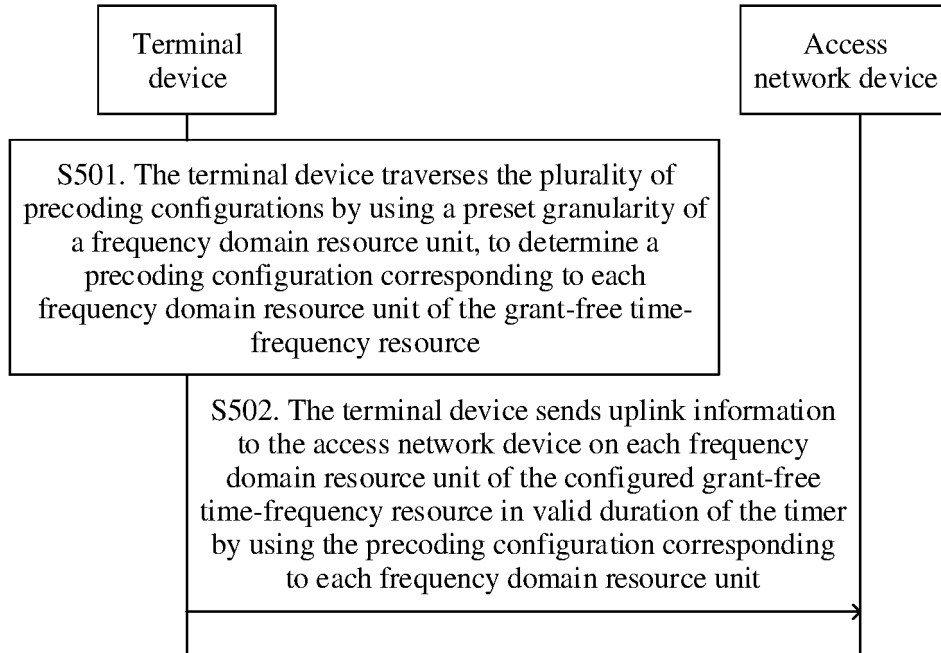 Terminal
device
Access
network device
S501. The terminal device traverses the plurality of
precoding configurations by using a preset granularity of
a frequency domain resource unit, to determine a
precoding configuration corresponding to each
frequency domain resource unit of the grant-free time-
frequency resource
S502. The terminal device sends uplink information
to the access network device on each frequency
domain resource unit of the configured grant-free
time-frequency resource in valid duration of the timer
by using the precoding configuration corresponding
to each frequency domain resource unit